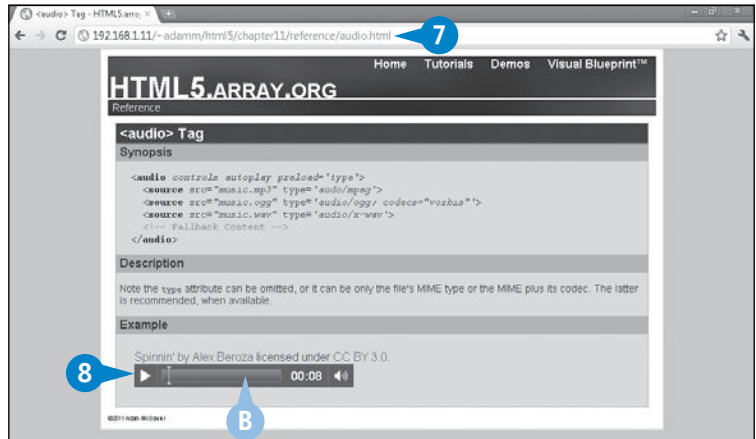 <audio> Tag - HTML5.array
192.168.1.11/~adamm/html5/chapter11/reference/audio.html
7
Home Tutorials Demos Visual Blueprint™
HTML5.ARRAY.ORG
Reference
<audio> Tag
Synopsis
<audio controls autoplay preload='type'>
<source src="music.mp3" type='audo/mpeg'>
<source src="music.ogg" type='audio/ogg; codecs="vorbis"'>
<source src="music.wav" type='audio/x-wav'>
<!-- Fallback Content -->
</audio>
Description
Note the type attribute can be omitted, or it can be only the file's MIME type or the MIME plus its codec. The latter
is recommended, when available.
Example
Spinnin' by Alex Beroza licensed under CC BY 3.0.
8
00:08
B
©2011 Adam McDaniel